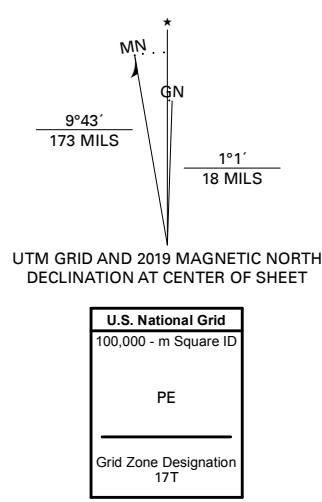 ★
MN
GN
9°43´
173 MILS
1°1´
18 MILS
UTM GRID AND 2019 MAGNETIC NORTH
DECLINATION AT CENTER OF SHEET
U.S. National Grid
100,000 - m Square ID
PE
Grid Zone Designation
17T